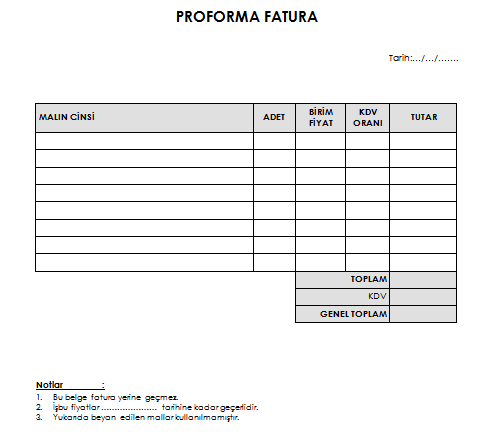 PROFORMA FATURA
Tarih:.../.../.......
MALIN CİNSİ ADET BİRİM FİYAT KDV ORANI TUTAR
TOPLAM
KDV
GENEL TOPLAM
Notlar :
1. Bu belge fatura yerine geçmez.
2. İşbu fiyatlar ..................... tarihine kadar geçerlidir.
3. Yukarıda beyan edilen mallar kullanılmamıştır.